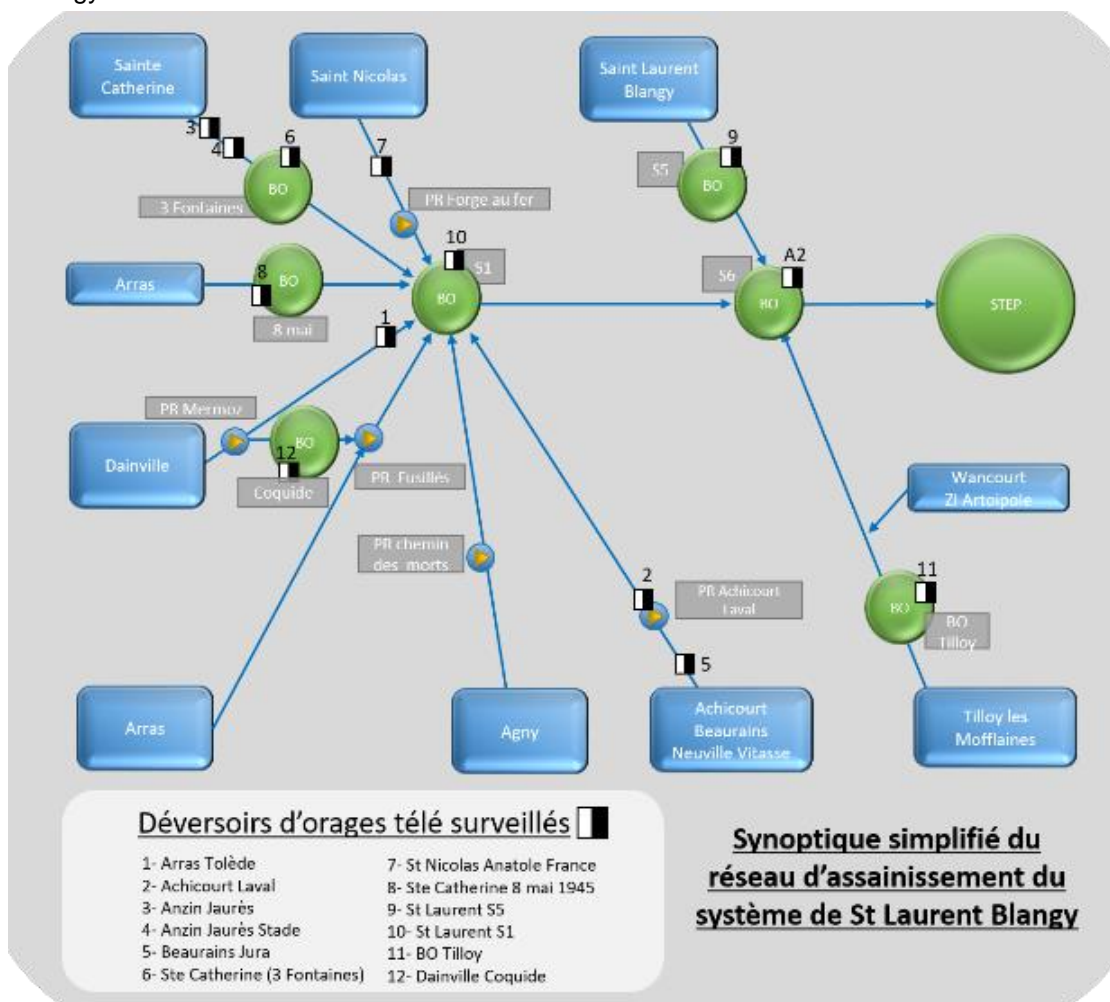 gy
Sainte
Catherine
Saint Nicolas
Saint Laurent
Blangy
3
4
6
BO
3 Fontaines
7
PR Forge au fer
9
S5
BO
10
S1
BO
A2
S6
BO
STEP
Arras
8
BO
8 mai
1
PR Mermoz
Dainville
BO
12
Coquide
PR Fusillés
Wancourt
ZI Artoipole
PR chemin
des morts
2
PR Achicourt
Laval
5
11
BO
BO
Tilloy
Arras
Agny
Achicourt
Beaurains
Neuville Vitasse
Tilloy les
Mofflaines
Déversoirs d'orages télé surveillés
1- Arras Tolède
2- Achicourt Laval
3- Anzin Jaurès
4- Anzin Jaurès Stade
5- Beaurains Jura
6- Ste Catherine (3 Fontaines)
7- St Nicolas Anatole France
8- Ste Catherine 8 mai 1945
9- St Laurent S5
10- St Laurent S1
11- BO Tilloy
12- Dainville Coquide
Synoptique simplifié du
réseau d'assainissement du
système de St Laurent Blangy